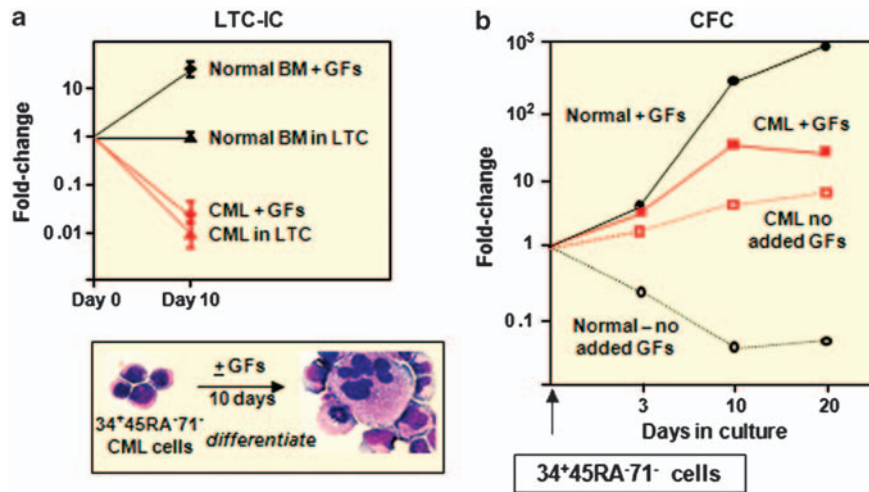 a
LTC-IC
Fold-change
10
1
0.1
0.01
Normal BM + GFs
Normal BM in LTC
CML + GFs
CML in LTC
Day 0 Day 10
34⁺45RA⁻71⁻
CML cells
± GFs
10 days
differentiate
b
CFC
Fold-change
10³
10²
10
1
0.1
Normal + GFs
CML + GFs
CML no
added GFs
Normal – no
added GFs
3 10 20
Days in culture
34⁺45RA⁻71⁻ cells